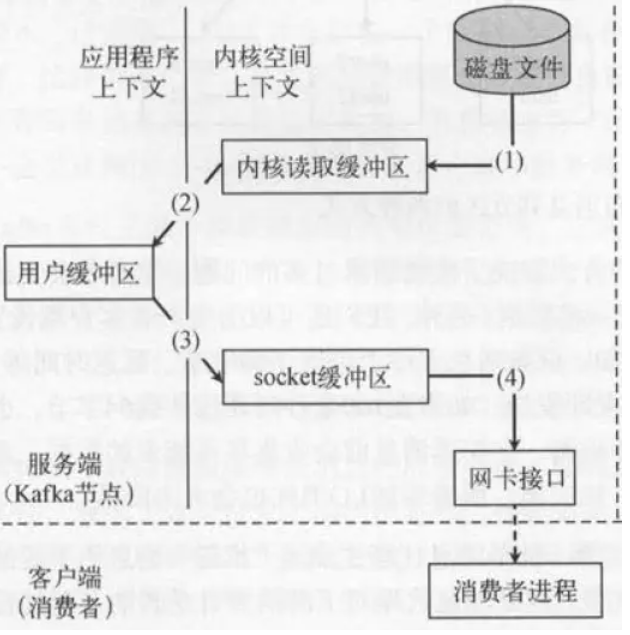 应用程序
上下文
内核空间
上下文
磁盘文件
(1)
内核读取缓冲区
(2)
用户缓冲区
(3)
socket缓冲区
(4)
网卡接口
服务端
(Kafka节点)
客户端
(消费者)
消费者进程